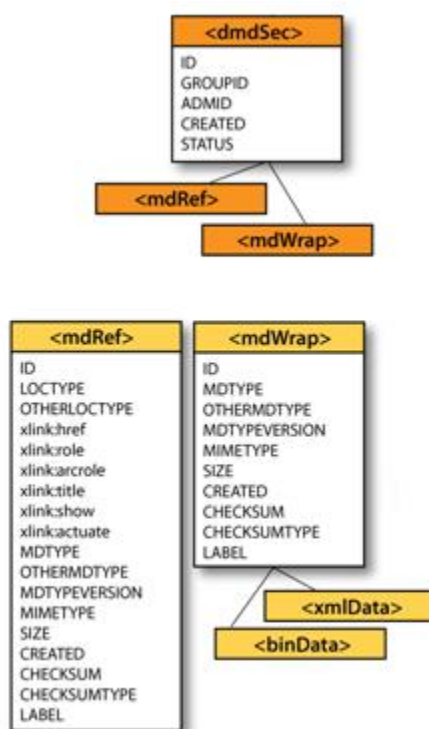 <dmdSec>
ID
GROUPID
ADMID
CREATED
STATUS
<mdRef>
<mdWrap>
<mdRef>
ID
LOCTYPE
OTHERLOCTYPE
xlink:href
xlink:role
xlink:arcrole
xlink:title
xlink:show
xlink:actuate
MDTYPE
OTHERMDTYPE
MDTYPEVERSION
MIMETYPE
SIZE
CREATED
CHECKSUM
CHECKSUMTYPE
LABEL
<mdWrap>
ID
MDTYPE
OTHERMDTYPE
MDTYPEVERSION
MIMETYPE
SIZE
CREATED
CHECKSUM
CHECKSUMTYPE
LABEL
<xmlData>
<binData>